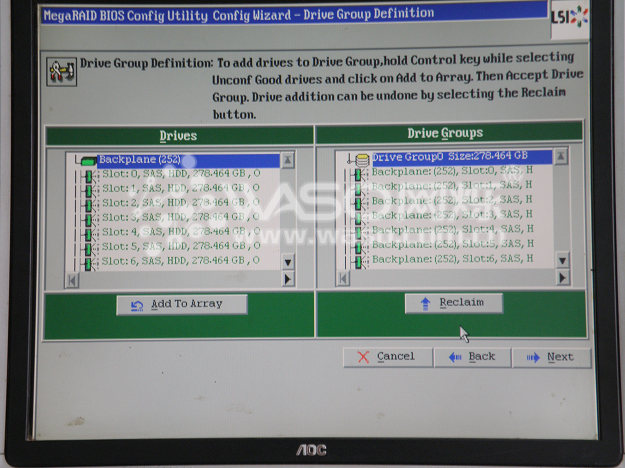 MegaRAID BIOS Config Utility Config Wizard - Drive Group Definition
LSI
Drive Group Definition: To add drives to Drive Group,hold Control key while selecting
Unconf Good drives and click on Add to Array. Then Accept Drive
Group. Drive addition can be undone by selecting the Reclaim
button.
Drives
Backplane (252)
Slot: 0, SAS, HDD, 278.464 GB, O
Slot: 1, SAS, HDD, 278.464 GB, O
Slot: 2, SAS, HDD, 278.464 GB, O
Slot: 3, SAS, HDD, 278.464 GB, O
Slot: 4, SAS, HDD, 278.464 GB, O
Slot: 5, SAS, HDD, 278.464 GB, O
Slot: 6, SAS, HDD, 278.464 GB, O
Add To Array
Drive Groups
Drive Group0 Size:278.464 GB
Backplane: (252), Slot:0, SAS, H
Backplane: (252), Slot:1, SAS, H
Backplane: (252), Slot:2, SAS, H
Backplane: (252), Slot:3, SAS, H
Backplane: (252), Slot:4, SAS, H
Backplane: (252), Slot:5, SAS, H
Backplane: (252), Slot:6, SAS, H
Reclaim
Cancel
Back
Next
AOC